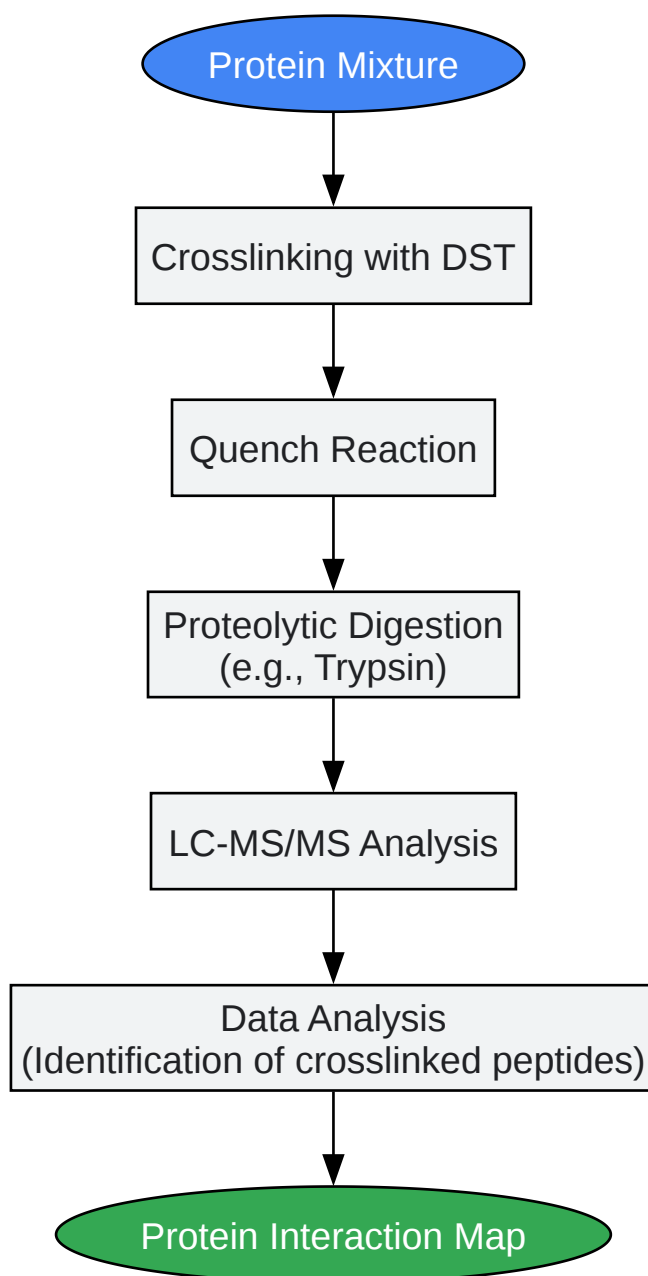 Protein Mixture
Crosslinking with DST
Quench Reaction
Proteolytic Digestion
(e.g., Trypsin)
LC-MS/MS Analysis
Data Analysis
(Identification of crosslinked peptides)
Protein Interaction Map